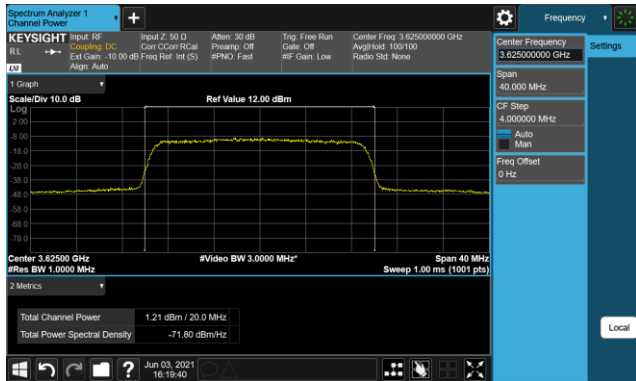 Spectrum Analyzer 1
Channel Power
+
Frequency
KEYSIGHT
RL
LXI
Input: RF
Coupling: DC
Ext Gain: -10.00 dB
Align: Auto
Input Z: 50 Ω
Corr CCorr RCal
Freq Ref: Int (S)
Atten: 30 dB
Preamp: Off
#PNO: Fast
Trig: Free Run
Gate: Off
#IF Gain: Low
Center Freq: 3.625000000 GHz
Avg|Hold: 100/100
Radio Std: None
Center Frequency
3.625000000 GHz
Settings
Span
40.000 MHz
CF Step
4.000000 MHz
Auto
Man
Freq Offset
0 Hz
1 Graph
Scale/Div 10.0 dB
Ref Value 12.00 dBm
Log
2.00
-8.00
-18.0
-28.0
-38.0
-48.0
-58.0
-68.0
-78.0
Center 3.62500 GHz
#Video BW 3.0000 MHz*
Span 40 MHz
#Res BW 1.0000 MHz
Sweep 1.00 ms (1001 pts)
2 Metrics
Total Channel Power 1.21 dBm / 20.0 MHz
Total Power Spectral Density -71.80 dBm/Hz
Local
?
Jun 03, 2021
16:19:40